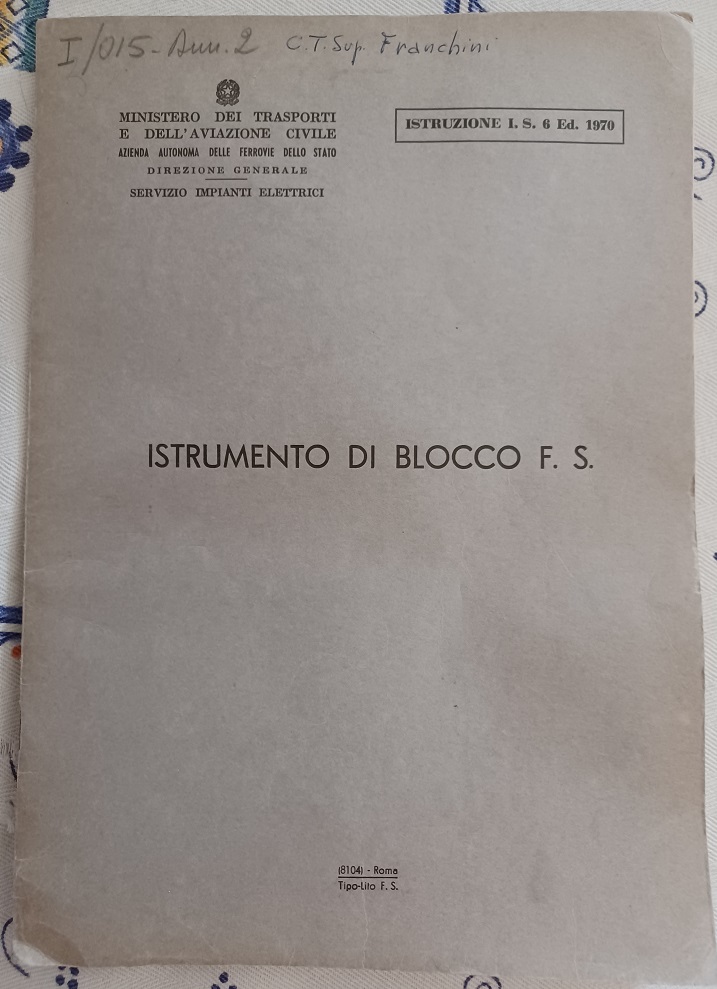 I/015-Ann. 2 C.T. Sup. Franchini
MINISTERO DEI TRASPORTI
E DELL'AVIAZIONE CIVILE
AZIENDA AUTONOMA DELLE FERROVIE DELLO STATO
DIREZIONE GENERALE
SERVIZIO IMPIANTI ELETTRICI
ISTRUZIONE I. S. 6 Ed. 1970
ISTRUMENTO DI BLOCCO F. S.
(8104) - Roma
Tipo-Lito F. S.